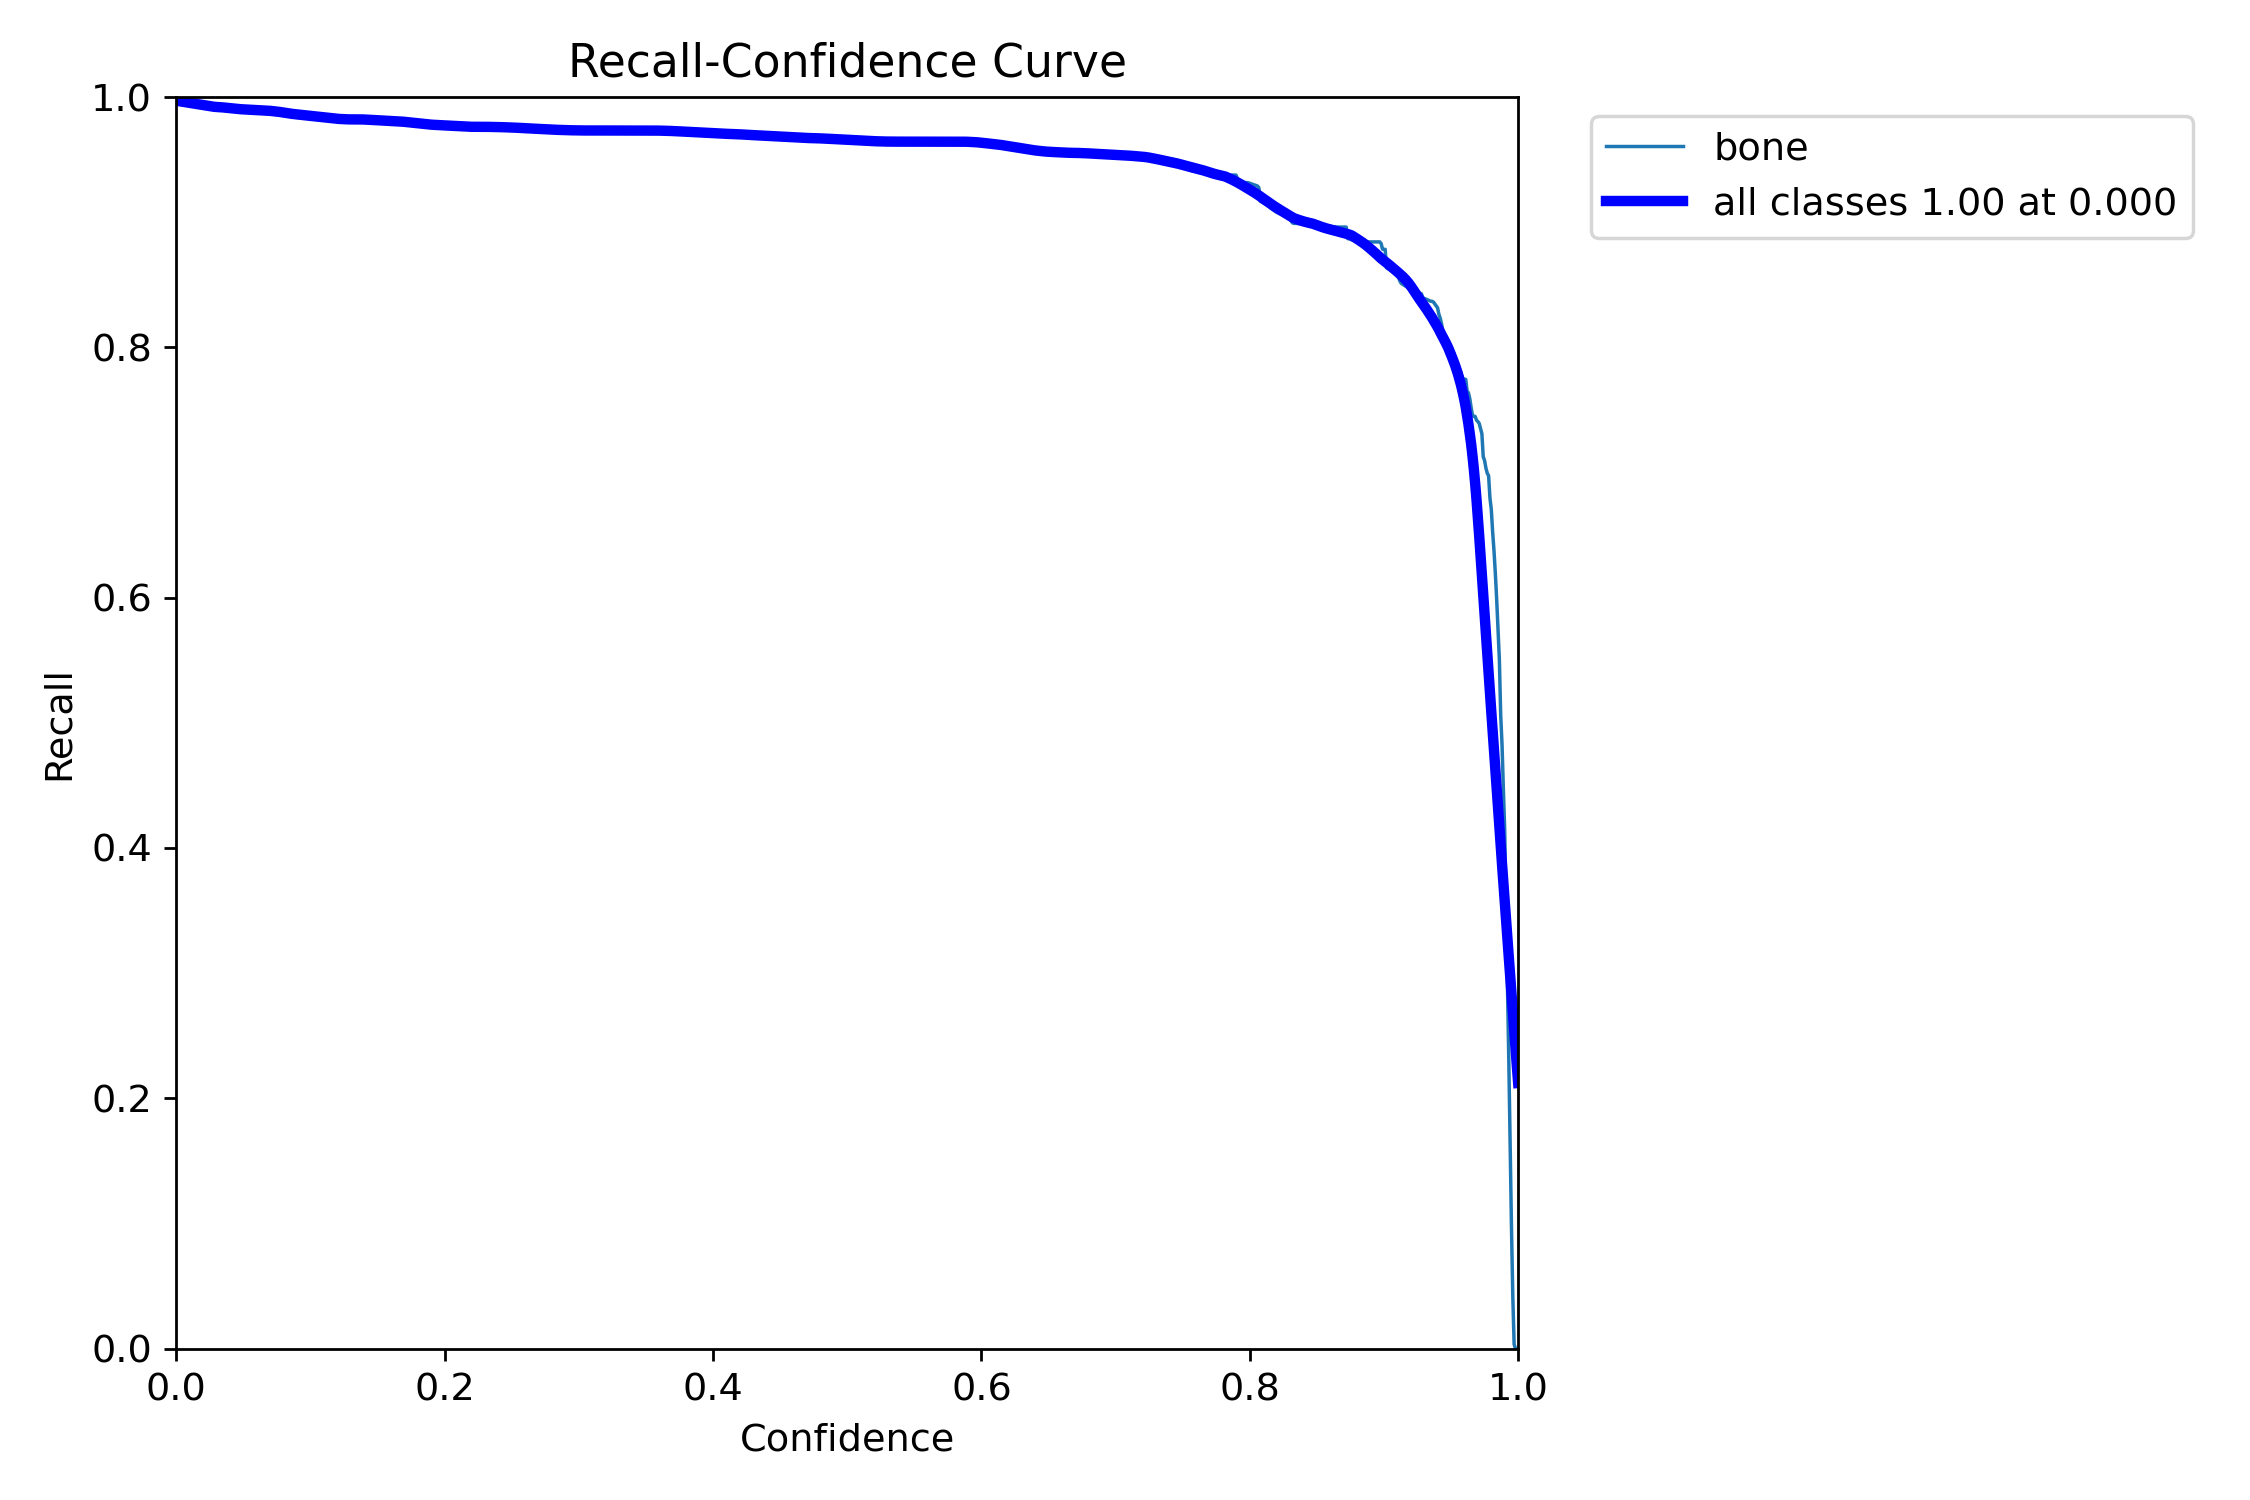 Recall-Confidence Curve
bone
all classes 1.00 at 0.000
Recall
1.0
0.8
0.6
0.4
0.2
0.0
0.0 0.2 0.4 0.6 0.8 1.0
Confidence